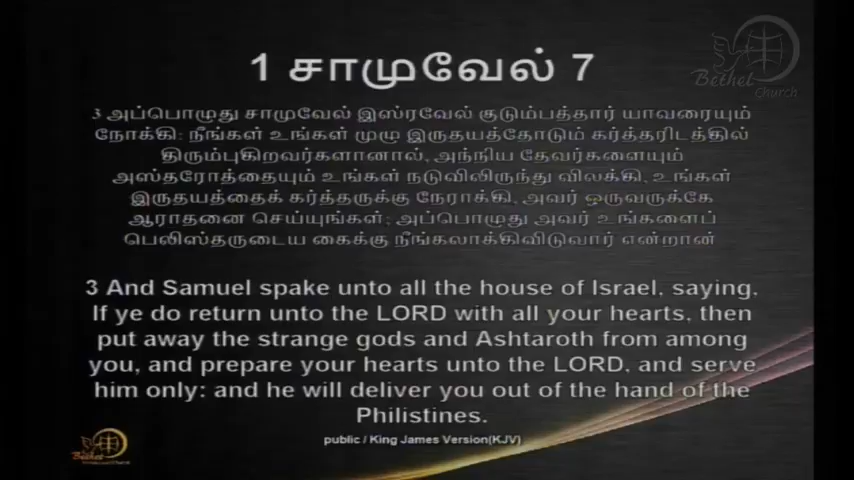 1 சாமுவேல் 7
Bethel
Church
3 அப்பொழுது சாமுவேல் இஸ்ரவேல் குடும்பத்தார் யாவரையும்
நோக்கி: நீங்கள் உங்கள் முழு இருதயத்தோடும் கர்த்தரிடத்தில்
திரும்புகிறவர்களானால், அந்நிய தேவர்களையும்
அஸ்தரோத்தையும் உங்கள் நடுவிலிருந்து விலக்கி, உங்கள்
இருதயத்தைக் கர்த்தருக்கு நேராக்கி, அவர் ஒருவருக்கே
ஆராதனை செய்யுங்கள்; அப்பொழுது அவர் உங்களைப்
பெலிஸ்தருடைய கைக்கு நீங்கலாக்கிவிடுவார் என்றான்
3 And Samuel spake unto all the house of Israel, saying,
If ye do return unto the LORD with all your hearts, then
put away the strange gods and Ashtaroth from among
you, and prepare your hearts unto the LORD, and serve
him only: and he will deliver you out of the hand of the
Philistines.
public / King James Version(KJV)
Bethel